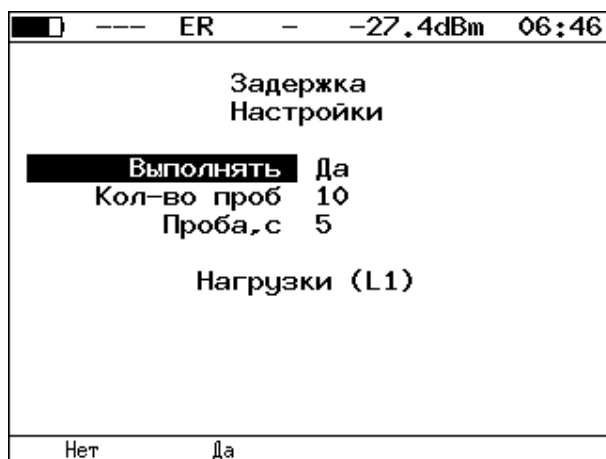 --- ER - -27.4dBm 06:46
Задержка
Настройки
Выполнять Да
Кол-во проб 10
Проба,с 5
Нагрузки (L1)
Нет Да